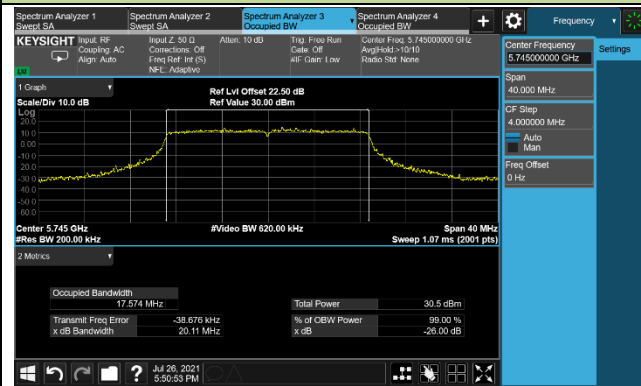 Spectrum Analyzer 1
Swept SA
Spectrum Analyzer 2
Swept SA
Spectrum Analyzer 3
Occupied BW
Spectrum Analyzer 4
Occupied BW
+
Frequency
KEYSIGHT
Input: RF
Coupling: AC
Align: Auto
Input Z: 50 Ω
Corrections: Off
Freq Ref: Int (S)
NFE: Adaptive
Atten: 10 dB
Trig: Free Run
Gate: Off
#IF Gain: Low
Center Freq: 5.745000000 GHz
Avg|Hold:>10/10
Radio Std: None
Center Frequency
5.745000000 GHz
Settings
Span
40.000 MHz
CF Step
4.000000 MHz
Auto
Man
Freq Offset
0 Hz
1 Graph
Scale/Div 10.0 dB
Ref Lvl Offset 22.50 dB
Ref Value 30.00 dBm
Log
20.0
10.0
0.00
-10.0
-20.0
-30.0
-40.0
-50.0
-60.0
Center 5.745 GHz
#Res BW 200.00 kHz
#Video BW 620.00 kHz
Span 40 MHz
Sweep 1.07 ms (2001 pts)
2 Metrics
Occupied Bandwidth
17.574 MHz
Total Power 30.5 dBm
Transmit Freq Error -38.676 kHz
% of OBW Power 99.00 %
x dB Bandwidth 20.11 MHz
x dB -26.00 dB
?
Jul 26, 2021
5:50:53 PM